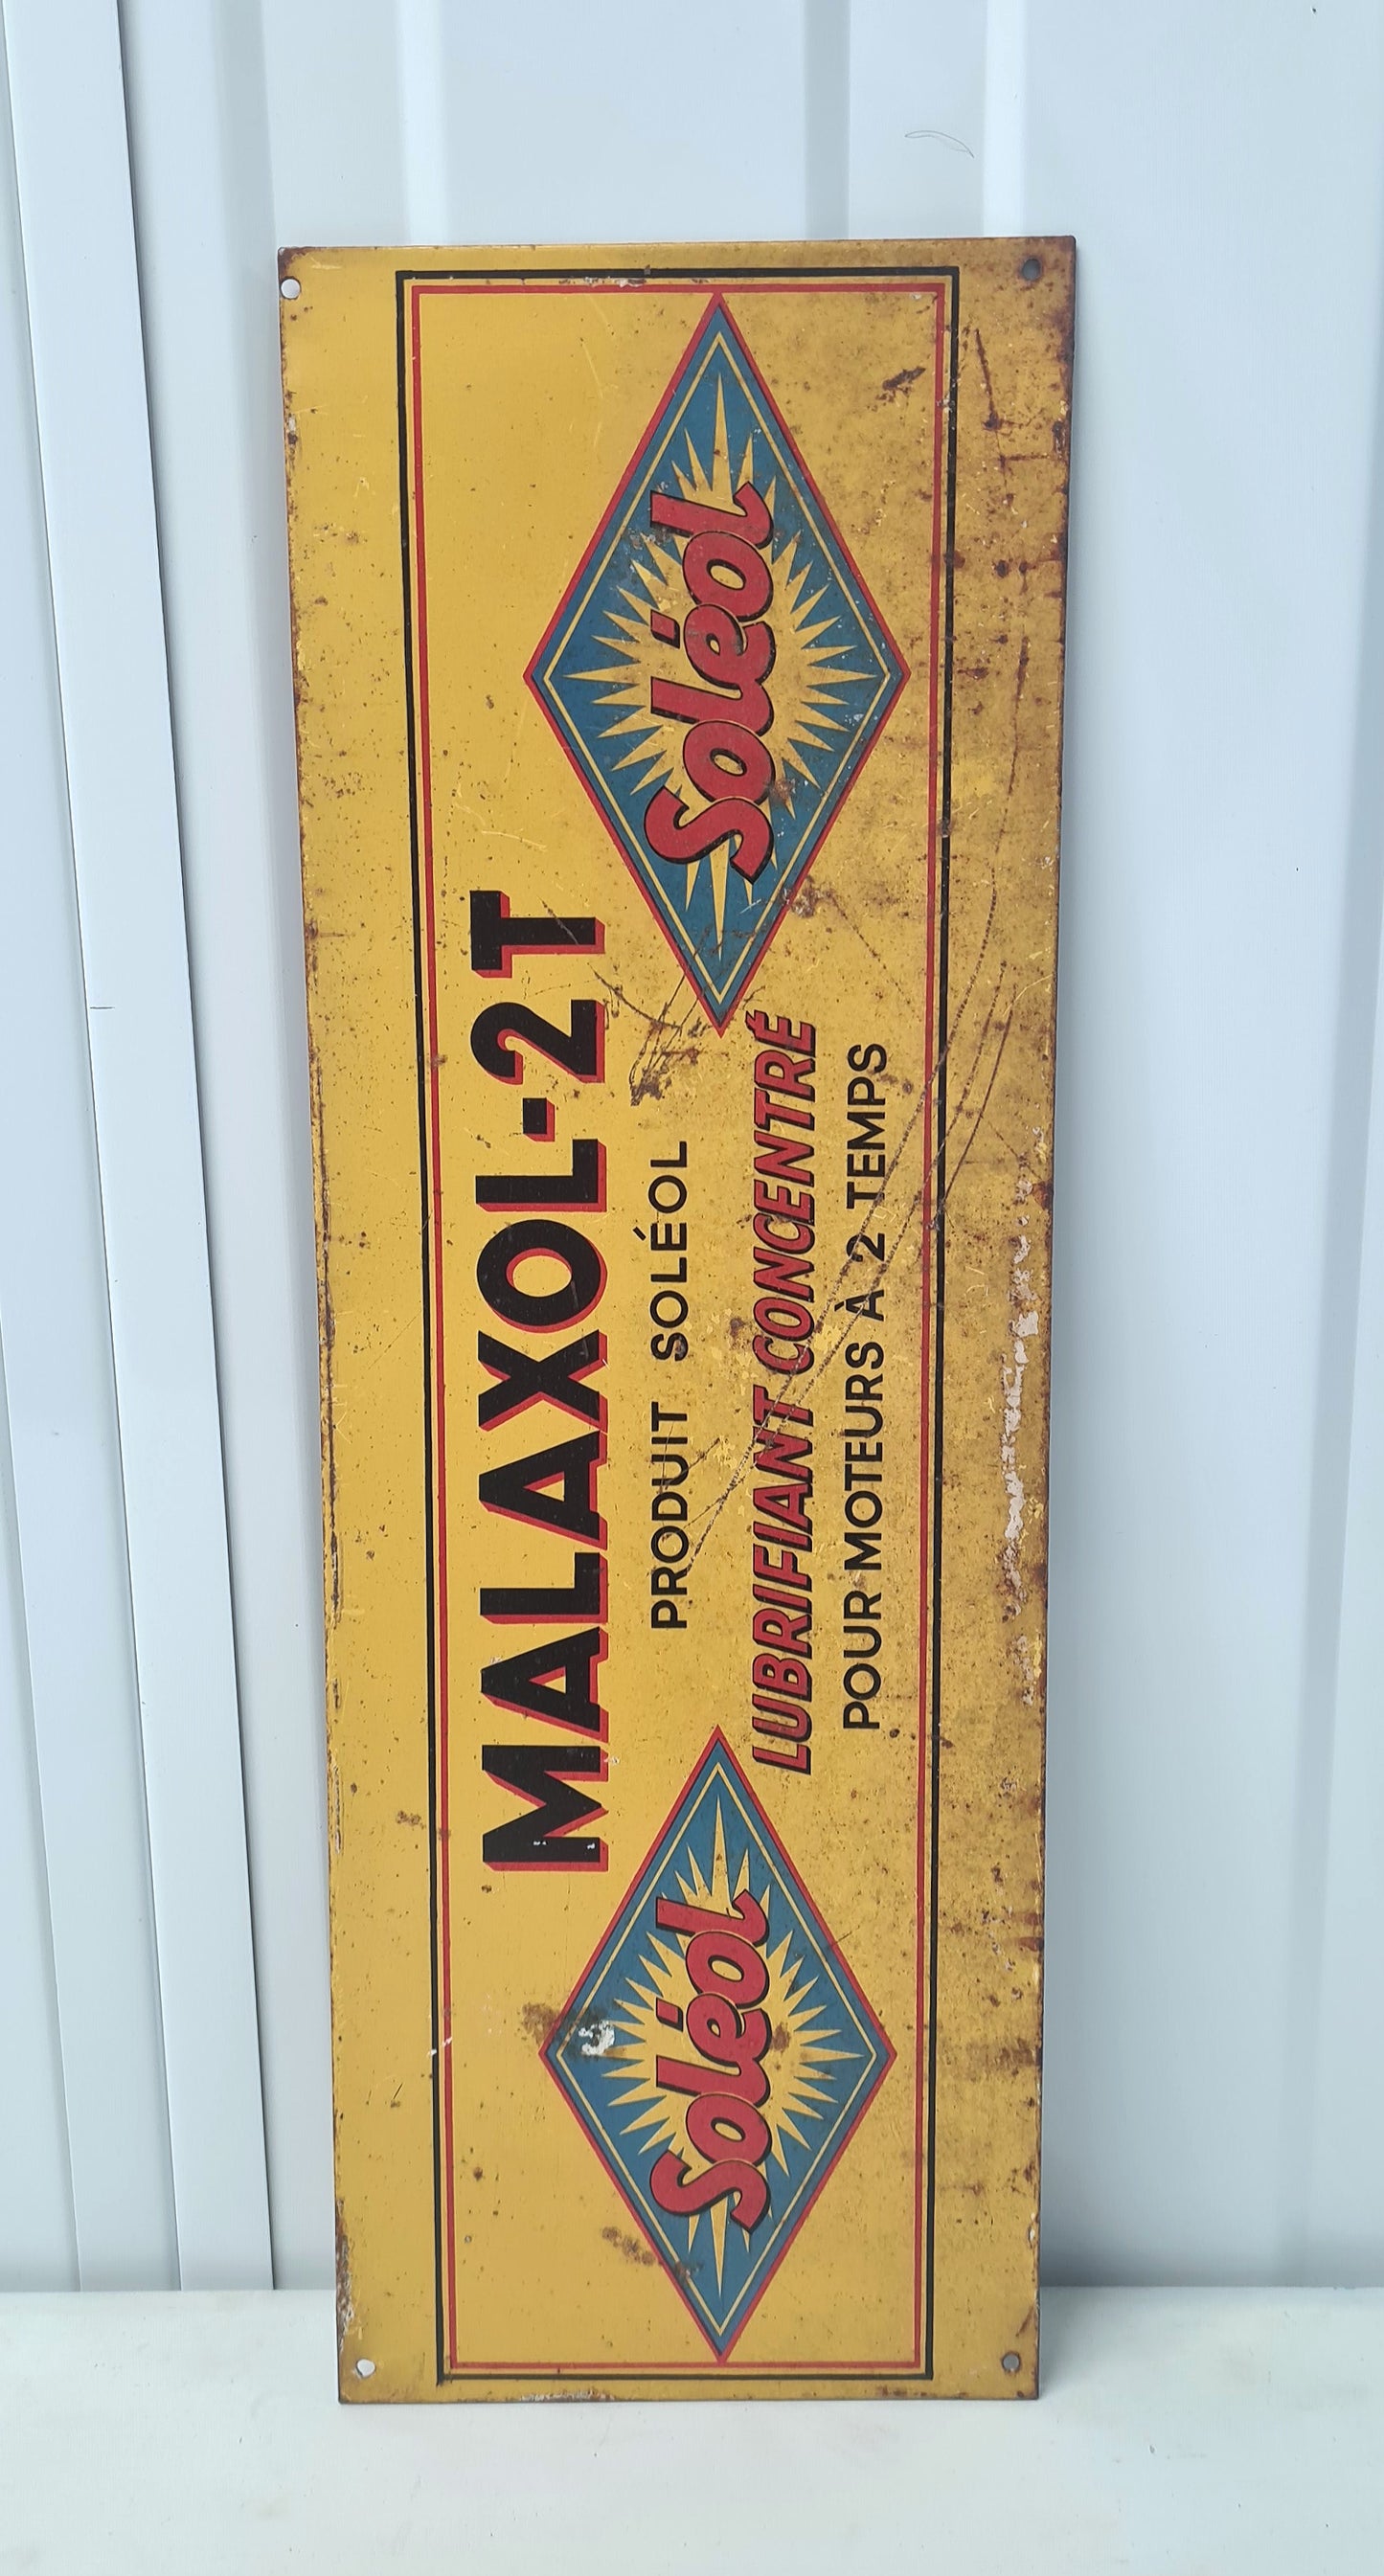 MALAXOL-2T
PRODUIT SOLÉOL
LUBRIFIANT CONCENTRÉ
POUR MOTEURS À 2 TEMPS
Soléol
Soléol